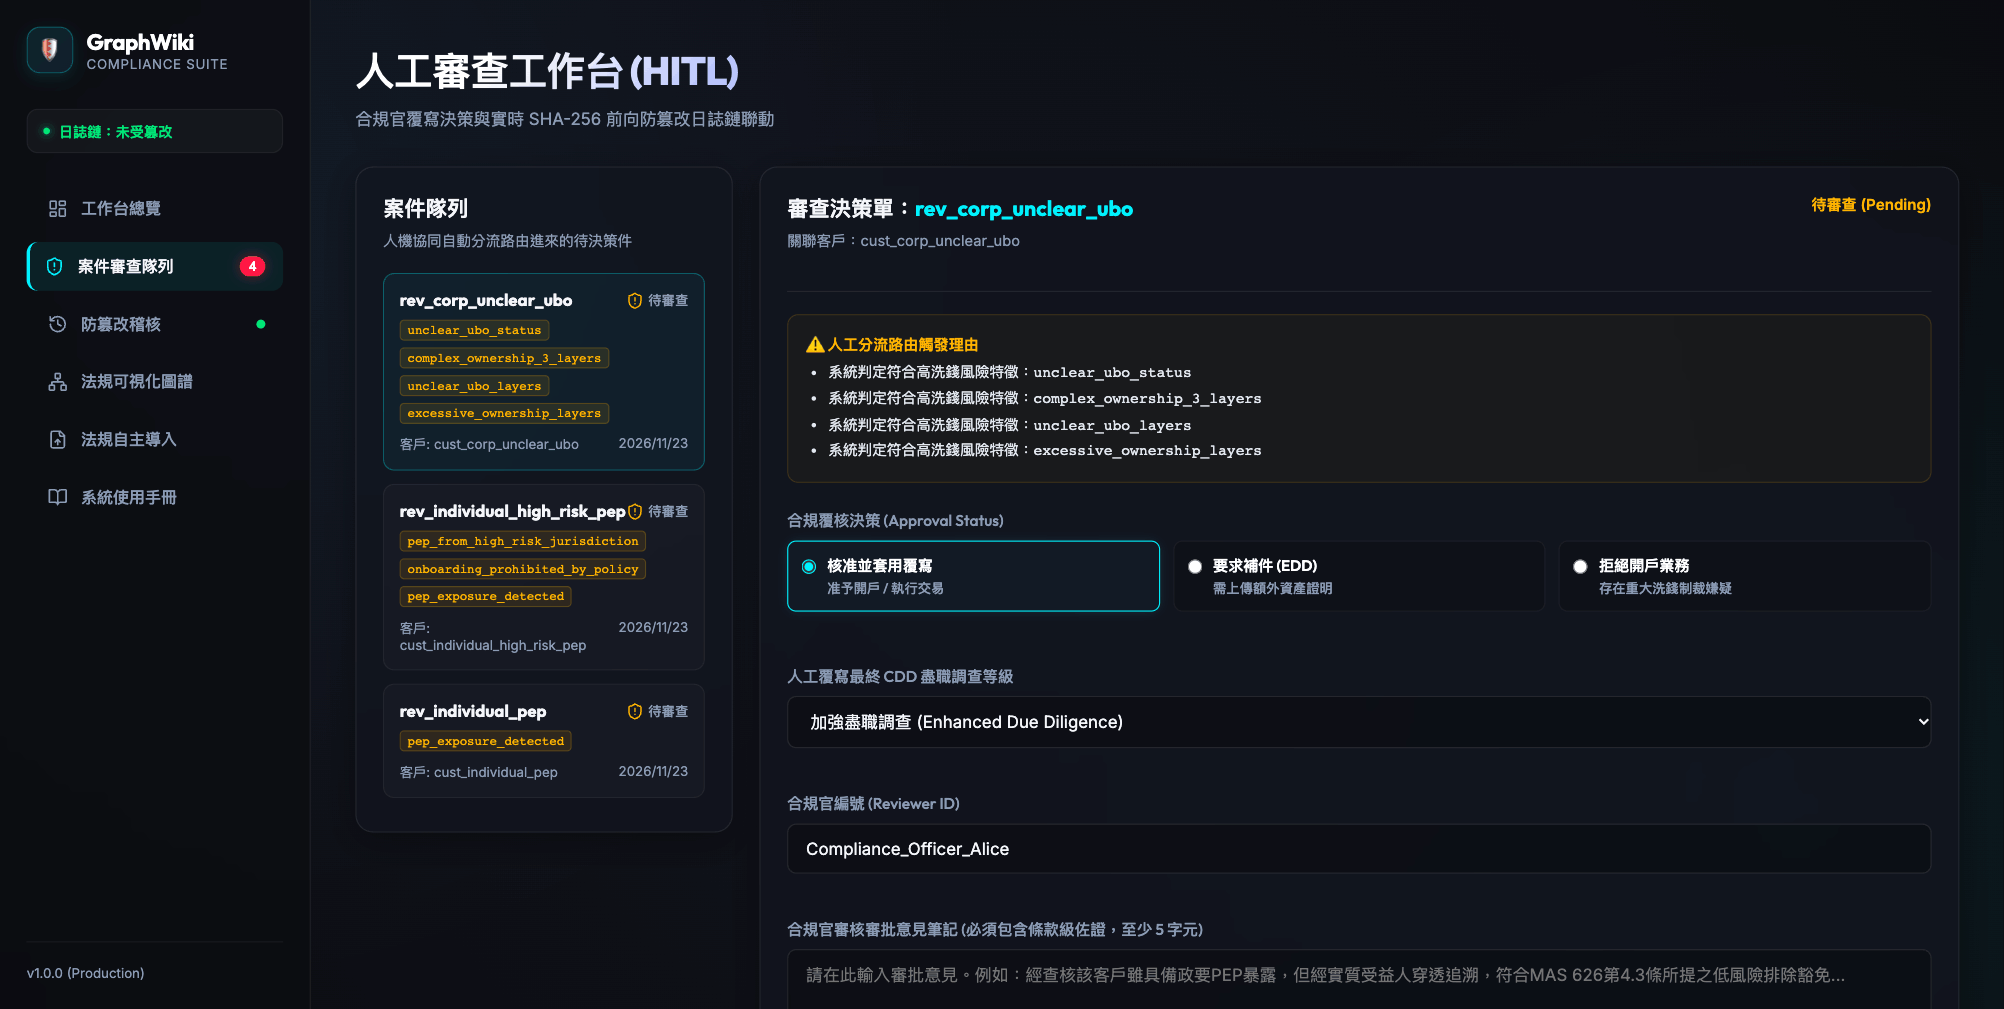 GraphWiki
COMPLIANCE SUITE
日誌鏈：未受篡改
工作台總覽
案件審查隊列
4
防篡改稽核
法規可視化圖譜
法規自主導入
系統使用手冊
v1.0.0 (Production)
人工審查工作台 (HITL)
合規官覆寫決策與實時 SHA-256 前向防篡改日誌鏈聯動
案件隊列
人機協同自動分流路由進來的待決策件
rev_corp_unclear_ubo
待審查
unclear_ubo_status
complex_ownership_3_layers
unclear_ubo_layers
excessive_ownership_layers
客戶: cust_corp_unclear_ubo
2026/11/23
rev_individual_high_risk_pep
待審查
pep_from_high_risk_jurisdiction
onboarding_prohibited_by_policy
pep_exposure_detected
客戶:
cust_individual_high_risk_pep
2026/11/23
rev_individual_pep
待審查
pep_exposure_detected
客戶: cust_individual_pep
2026/11/23
審查決策單：rev_corp_unclear_ubo
待審查 (Pending)
關聯客戶：cust_corp_unclear_ubo
人工分流路由觸發理由
• 系統判定符合高洗錢風險特徵：unclear_ubo_status
• 系統判定符合高洗錢風險特徵：complex_ownership_3_layers
• 系統判定符合高洗錢風險特徵：unclear_ubo_layers
• 系統判定符合高洗錢風險特徵：excessive_ownership_layers
合規覆核決策 (Approval Status)
核准並套用覆寫
准予開戶 / 執行交易
要求補件 (EDD)
需上傳額外資產證明
拒絕開戶業務
存在重大洗錢制裁嫌疑
人工覆寫最終 CDD 盡職調查等級
加強盡職調查 (Enhanced Due Diligence)
合規官編號 (Reviewer ID)
Compliance_Officer_Alice
合規官審核審批意見筆記 (必須包含條款級佐證，至少 5 字元)
請在此輸入審批意見。例如：經查核該客戶雖具備政要PEP暴露，但經實質受益人穿透追溯，符合MAS 626第4.3條所提之低風險排除豁免...